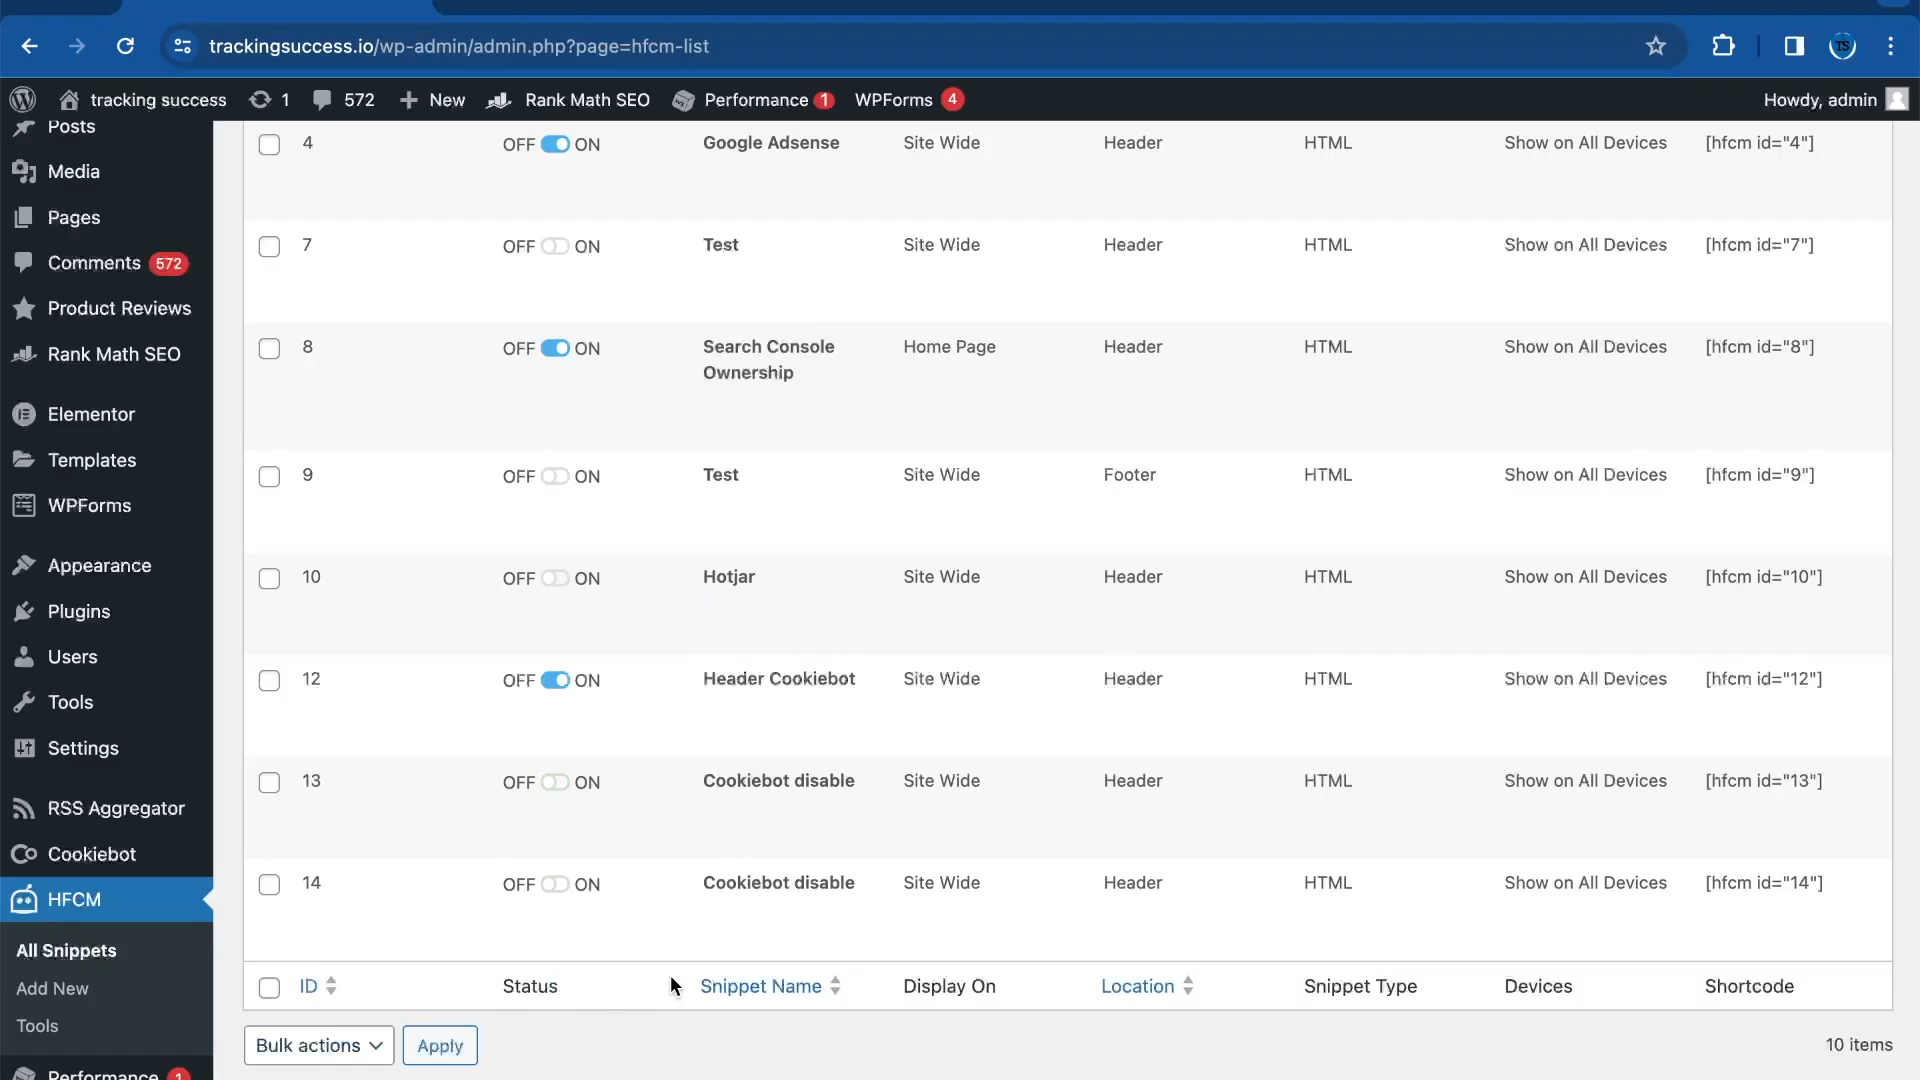 trackingsuccess.io/wp-admin/admin.php?page=hfcm-list
TS
tracking success 1 572 New Rank Math SEO Performance 1 WPForms 4 Howdy, admin
Posts
Media
Pages
Comments 572
Product Reviews
Rank Math SEO
Elementor
Templates
WPForms
Appearance
Plugins
Users
Tools
Settings
RSS Aggregator
Cookiebot
HFCM
All Snippets
Add New
Tools
Performance 1
4 OFF ON Google Adsense Site Wide Header HTML Show on All Devices [hfcm id="4"]
7 OFF ON Test Site Wide Header HTML Show on All Devices [hfcm id="7"]
8 OFF ON Search Console Home Page Header HTML Show on All Devices [hfcm id="8"]
Ownership
9 OFF ON Test Site Wide Footer HTML Show on All Devices [hfcm id="9"]
10 OFF ON Hotjar Site Wide Header HTML Show on All Devices [hfcm id="10"]
12 OFF ON Header Cookiebot Site Wide Header HTML Show on All Devices [hfcm id="12"]
13 OFF ON Cookiebot disable Site Wide Header HTML Show on All Devices [hfcm id="13"]
14 OFF ON Cookiebot disable Site Wide Header HTML Show on All Devices [hfcm id="14"]
ID Status Snippet Name Display On Location Snippet Type Devices Shortcode
Bulk actions Apply 10 items